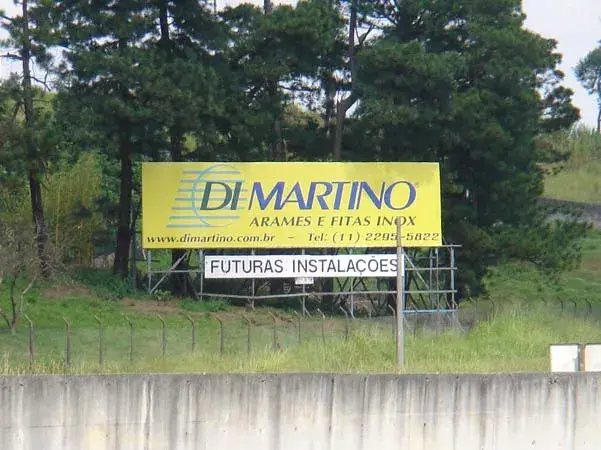 DI MARTINO
ARAMES E FITAS INOX
www.dimartino.com.br - Tel: (11) 2295-5822
FUTURAS INSTALAÇÕES